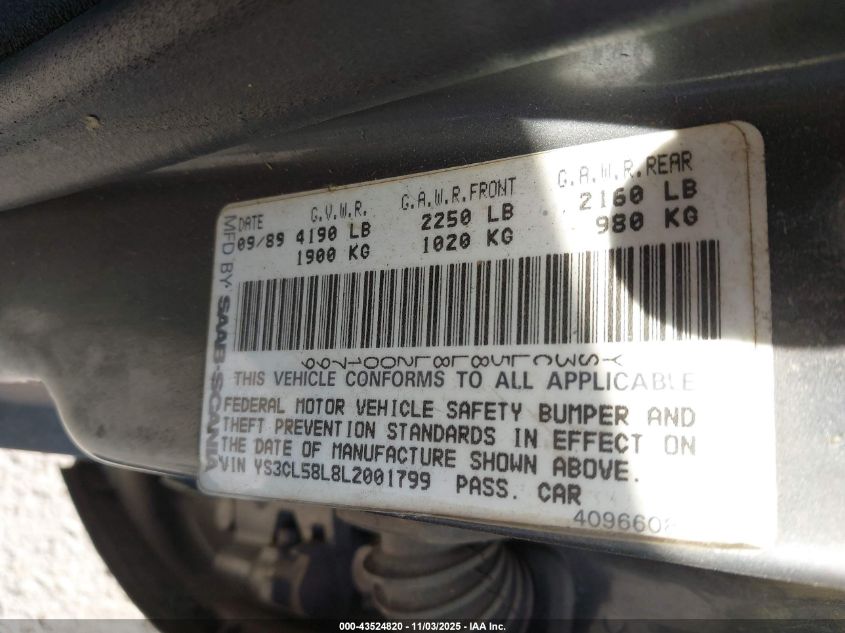 MFD BY SAAB-SCANIA
DATE G.V.W.R. G.A.W.R.FRONT G.A.W.R.REAR
09/89 4190 LB 2250 LB 2160 LB
1900 KG 1020 KG 980 KG
YS3CL58L8L2001799
THIS VEHICLE CONFORMS TO ALL APPLICABLE
FEDERAL MOTOR VEHICLE SAFETY BUMPER AND
THEFT PREVENTION STANDARDS IN EFFECT ON
THE DATE OF MANUFACTURE SHOWN ABOVE.
VIN YS3CL58L8L2001799 PASS. CAR
000-43524820 - 11/03/2025 - IAA Inc.